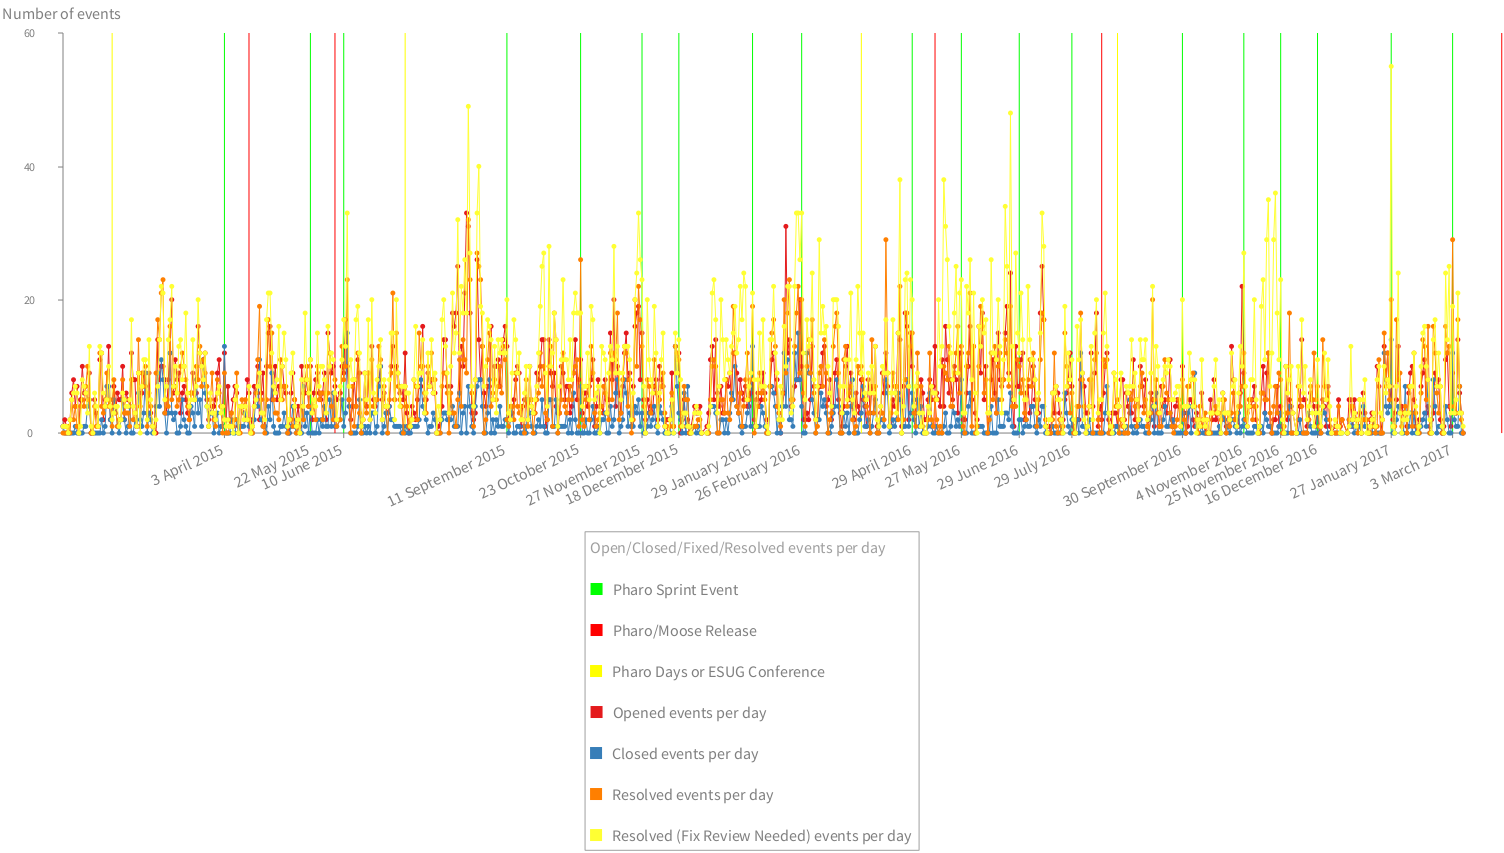 Number of events
60
40
20
0
3 April 2015
22 May 2015
10 June 2015
11 September 2015
23 October 2015
27 November 2015
18 December 2015
29 January 2016
26 February 2016
29 April 2016
27 May 2016
29 June 2016
29 July 2016
30 September 2016
4 November 2016
25 November 2016
16 December 2016
27 January 2017
3 March 2017
Open/Closed/Fixed/Resolved events per day
Pharo Sprint Event
Pharo/Moose Release
Pharo Days or ESUG Conference
Opened events per day
Closed events per day
Resolved events per day
Resolved (Fix Review Needed) events per day